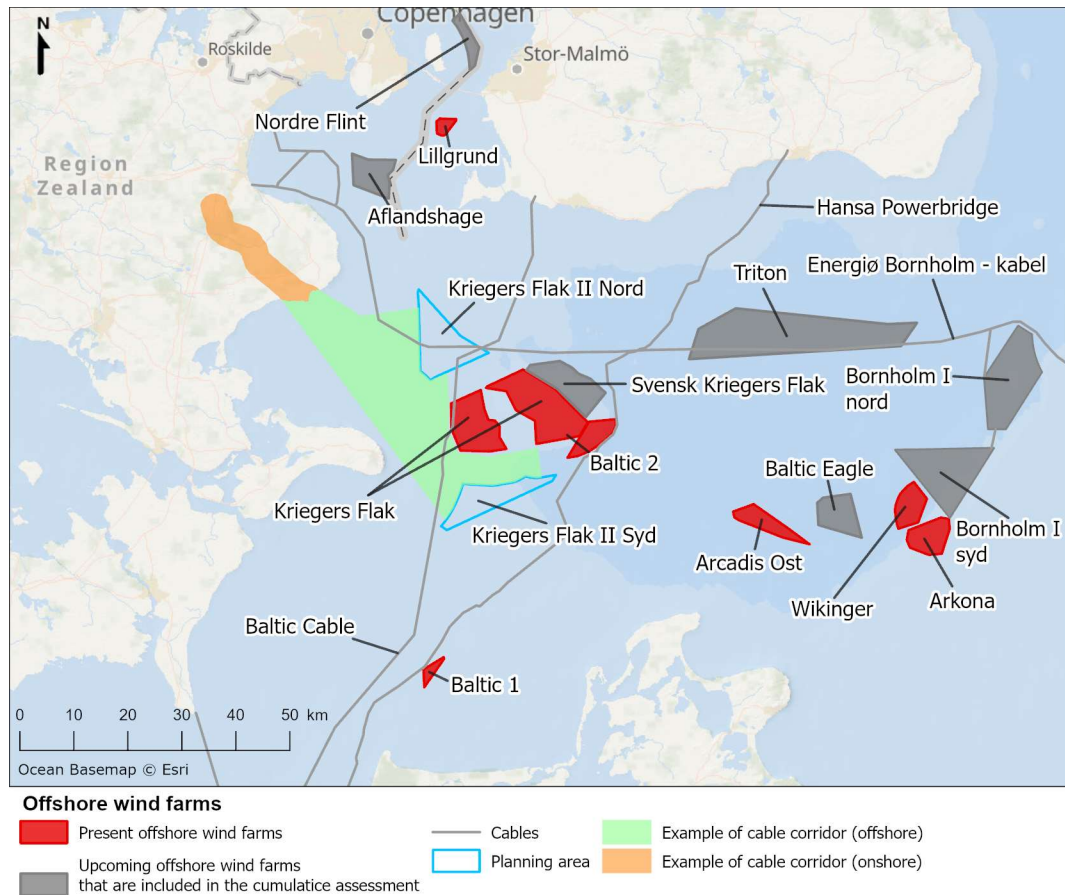 N
Copenhagen
Roskilde
Stor-Malmö
Nordre Flint
Lillgrund
Region
Zealand
Aflandshage
Hansa Powerbridge
Energiø Bornholm - kabel
Triton
Kriegers Flak II Nord
Svensk Kriegers Flak
Bornholm I
nord
Baltic 2
Baltic Eagle
Kriegers Flak
Kriegers Flak II Syd
Bornholm I
syd
Arcadis Ost
Wikinger
Arkona
Baltic Cable
Baltic 1
0 10 20 30 40 50 km
Ocean Basemap © Esri
Offshore wind farms
Present offshore wind farms
Upcoming offshore wind farms
that are included in the cumulatice assessment
Cables
Planning area
Example of cable corridor (offshore)
Example of cable corridor (onshore)